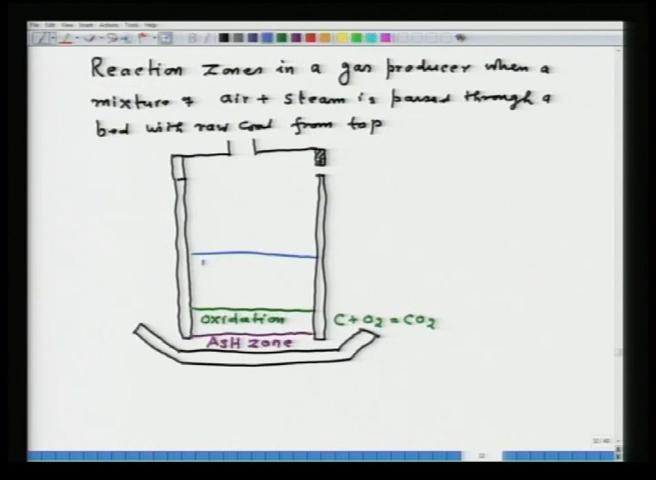 Reaction Zones in a gas producer when a
mixture of air + steam is passed through a
bed with raw coal from top
oxidation C + O2 = CO2
ASH zone